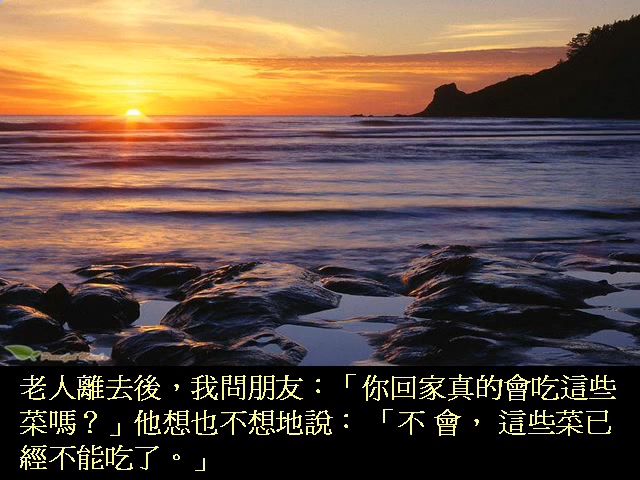 老人離去後，我問朋友：「你回家真的會吃這些
菜嗎？」他想也不想地說： 「不 會， 這些菜已
經不能吃了。」